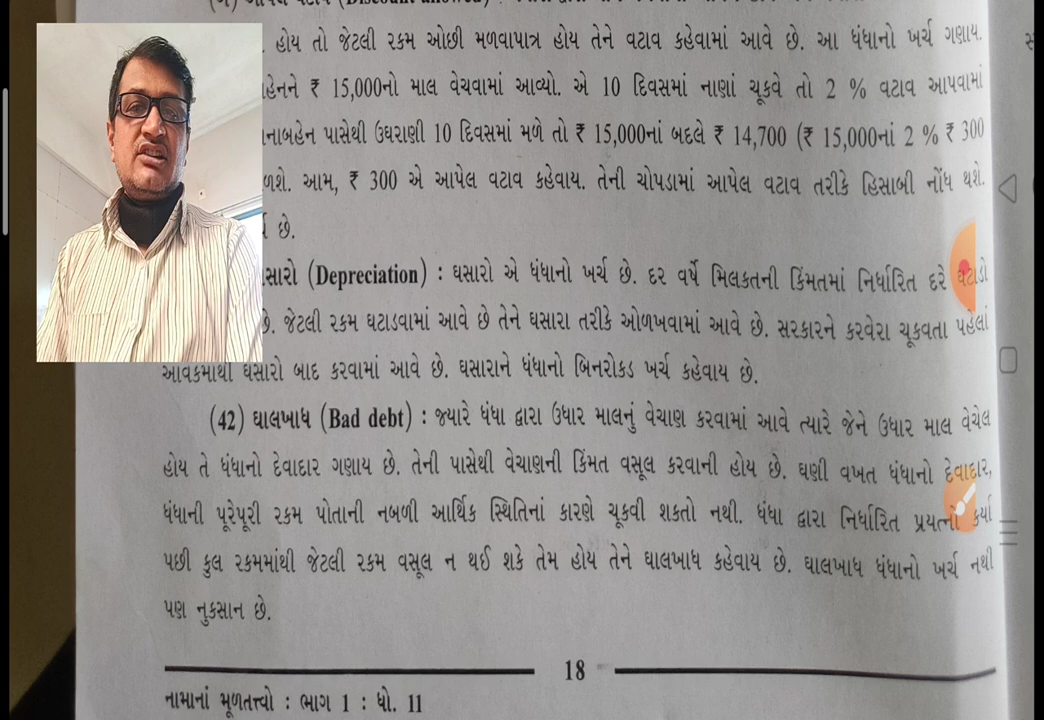 (Discount allowed) :
હોય તો જેટલી રકમ ઓછી મળવાપાત્ર હોય તેને વટાવ કહેવામાં આવે છે. આ ધંધાનો ખર્ચ ગણાય.
હેનને ₹ 15,000નો માલ વેચવામાં આવ્યો. એ 10 દિવસમાં નાણાં ચૂકવે તો 2 % વટાવ આપવામાં
નાબહેન પાસેથી ઉઘરાણી 10 દિવસમાં મળે તો ₹ 15,000નાં બદલે ₹ 14,700 (₹ 15,000નાં 2 % ₹ 300
ળશે. આમ, ₹ 300 એ આપેલ વટાવ કહેવાય. તેની ચોપડામાં આપેલ વટાવ તરીકે હિસાબી નોંધ થશે.
છે.
સારો (Depreciation) : ઘસારો એ ધંધાનો ખર્ચ છે. દર વર્ષે મિલકતની કિંમતમાં નિર્ધારિત દરે ઘટાડો
છે. જેટલી રકમ ઘટાડવામાં આવે છે તેને ઘસારા તરીકે ઓળખવામાં આવે છે. સરકારને કરવેરા ચૂકવતા પહેલાં
આવકમાંથી ઘસારો બાદ કરવામાં આવે છે. ઘસારાને ધંધાનો બિનરોકડ ખર્ચ કહેવાય છે.
(42) ઘાલખાધ (Bad debt) : જ્યારે ધંધા દ્વારા ઉધાર માલનું વેચાણ કરવામાં આવે ત્યારે જેને ઉધાર માલ વેચેલ
હોય તે ધંધાનો દેવાદાર ગણાય છે. તેની પાસેથી વેચાણની કિંમત વસૂલ કરવાની હોય છે. ઘણી વખત ધંધાનો દેવાદાર,
ધંધાની પૂરેપૂરી રકમ પોતાની નબળી આર્થિક સ્થિતિનાં કારણે ચૂકવી શકતો નથી. ધંધા દ્વારા નિર્ધારિત પ્રયત્નો કર્યા
પછી કુલ રકમમાંથી જેટલી રકમ વસૂલ ન થઈ શકે તેમ હોય તેને ઘાલખાધ કહેવાય છે. ઘાલખાધ ધંધાનો ખર્ચ નથી
પણ નુકસાન છે.
18
નામાનાં મૂળતત્ત્વો : ભાગ 1 : ધો. 11